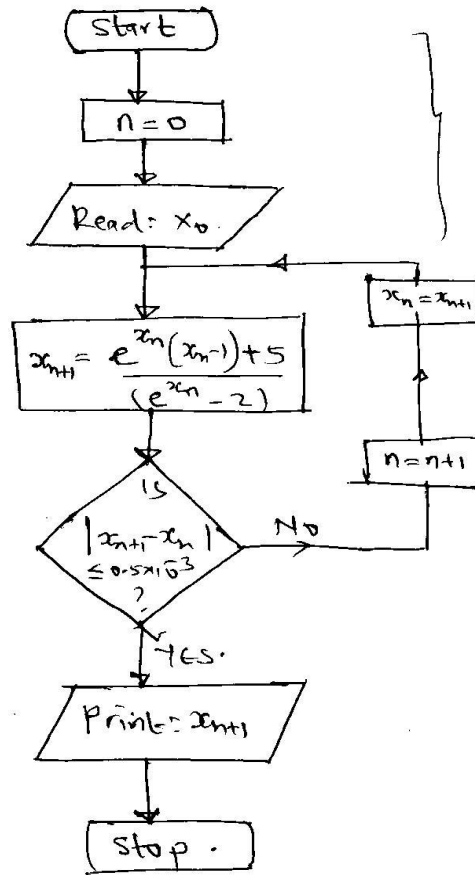 Start
n = 0
Read: x₀.
xₙ₊₁ = e^xₙ(xₙ-1)+5
(e^xₙ - 2)
xₙ = xₙ₊₁
n = n+1
Is
|xₙ₊₁ - xₙ|
≤ 0.5×10⁻³
?
No
YES.
Print: xₙ₊₁
Stop.